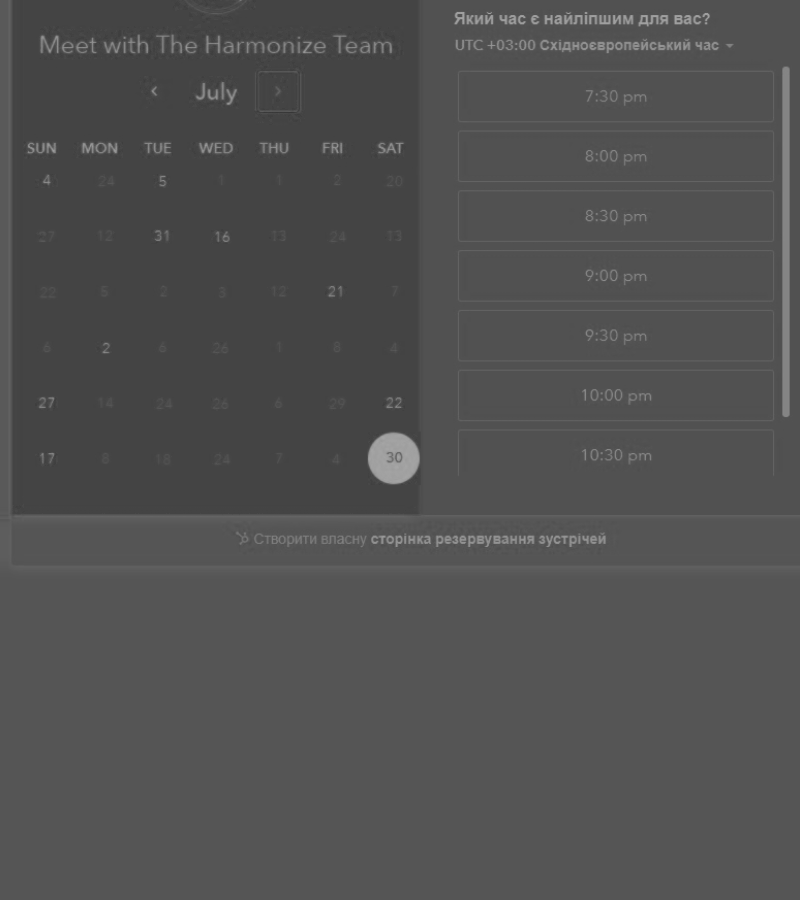 Meet with The Harmonize Team
July
SUN MON TUE WED THU FRI SAT
4 24 5 1 1 2 20
27 12 31 16 13 24 13
22 8 2 3 12 21 7
6 2 6 26 1 8 4
27 14 24 26 6 29 22
17 8 18 24 7 4 30
Який час є найліпшим для вас?
UTC +03:00 Східноєвропейський час
7:30 pm
8:00 pm
8:30 pm
9:00 pm
9:30 pm
10:00 pm
10:30 pm
Створити власну сторінка резервування зустрічей